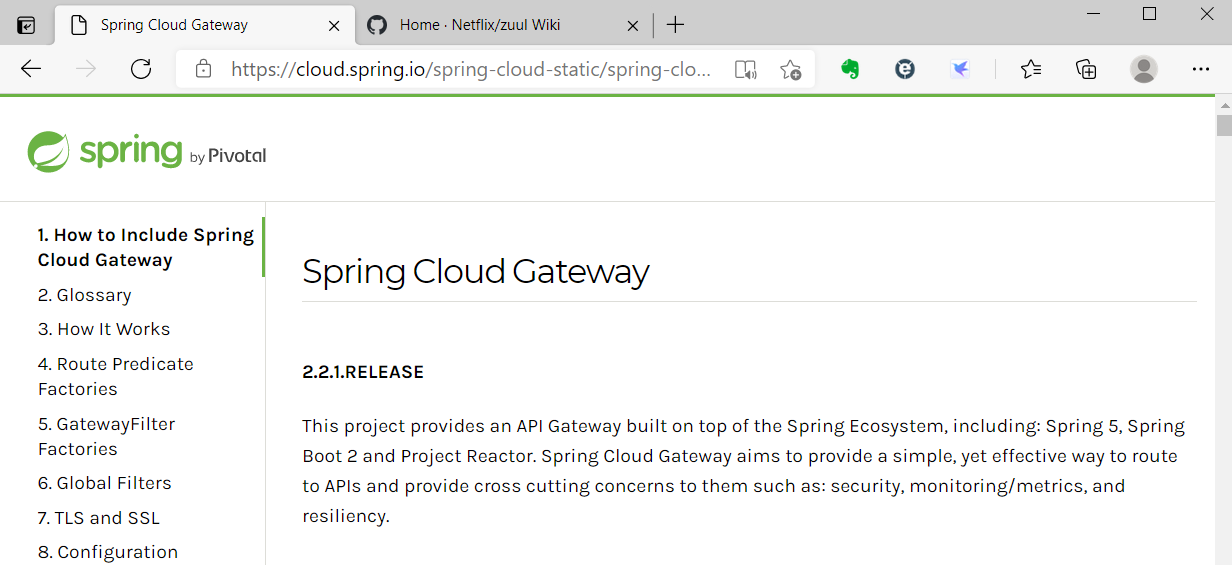 Spring Cloud Gateway
Home · Netflix/zuul Wiki
https://cloud.spring.io/spring-cloud-static/spring-clo...
spring by Pivotal
1. How to Include Spring
Cloud Gateway
2. Glossary
3. How It Works
4. Route Predicate
Factories
5. GatewayFilter
Factories
6. Global Filters
7. TLS and SSL
8. Configuration
Spring Cloud Gateway
2.2.1.RELEASE
This project provides an API Gateway built on top of the Spring Ecosystem, including: Spring 5, Spring
Boot 2 and Project Reactor. Spring Cloud Gateway aims to provide a simple, yet effective way to route
to APIs and provide cross cutting concerns to them such as: security, monitoring/metrics, and
resiliency.